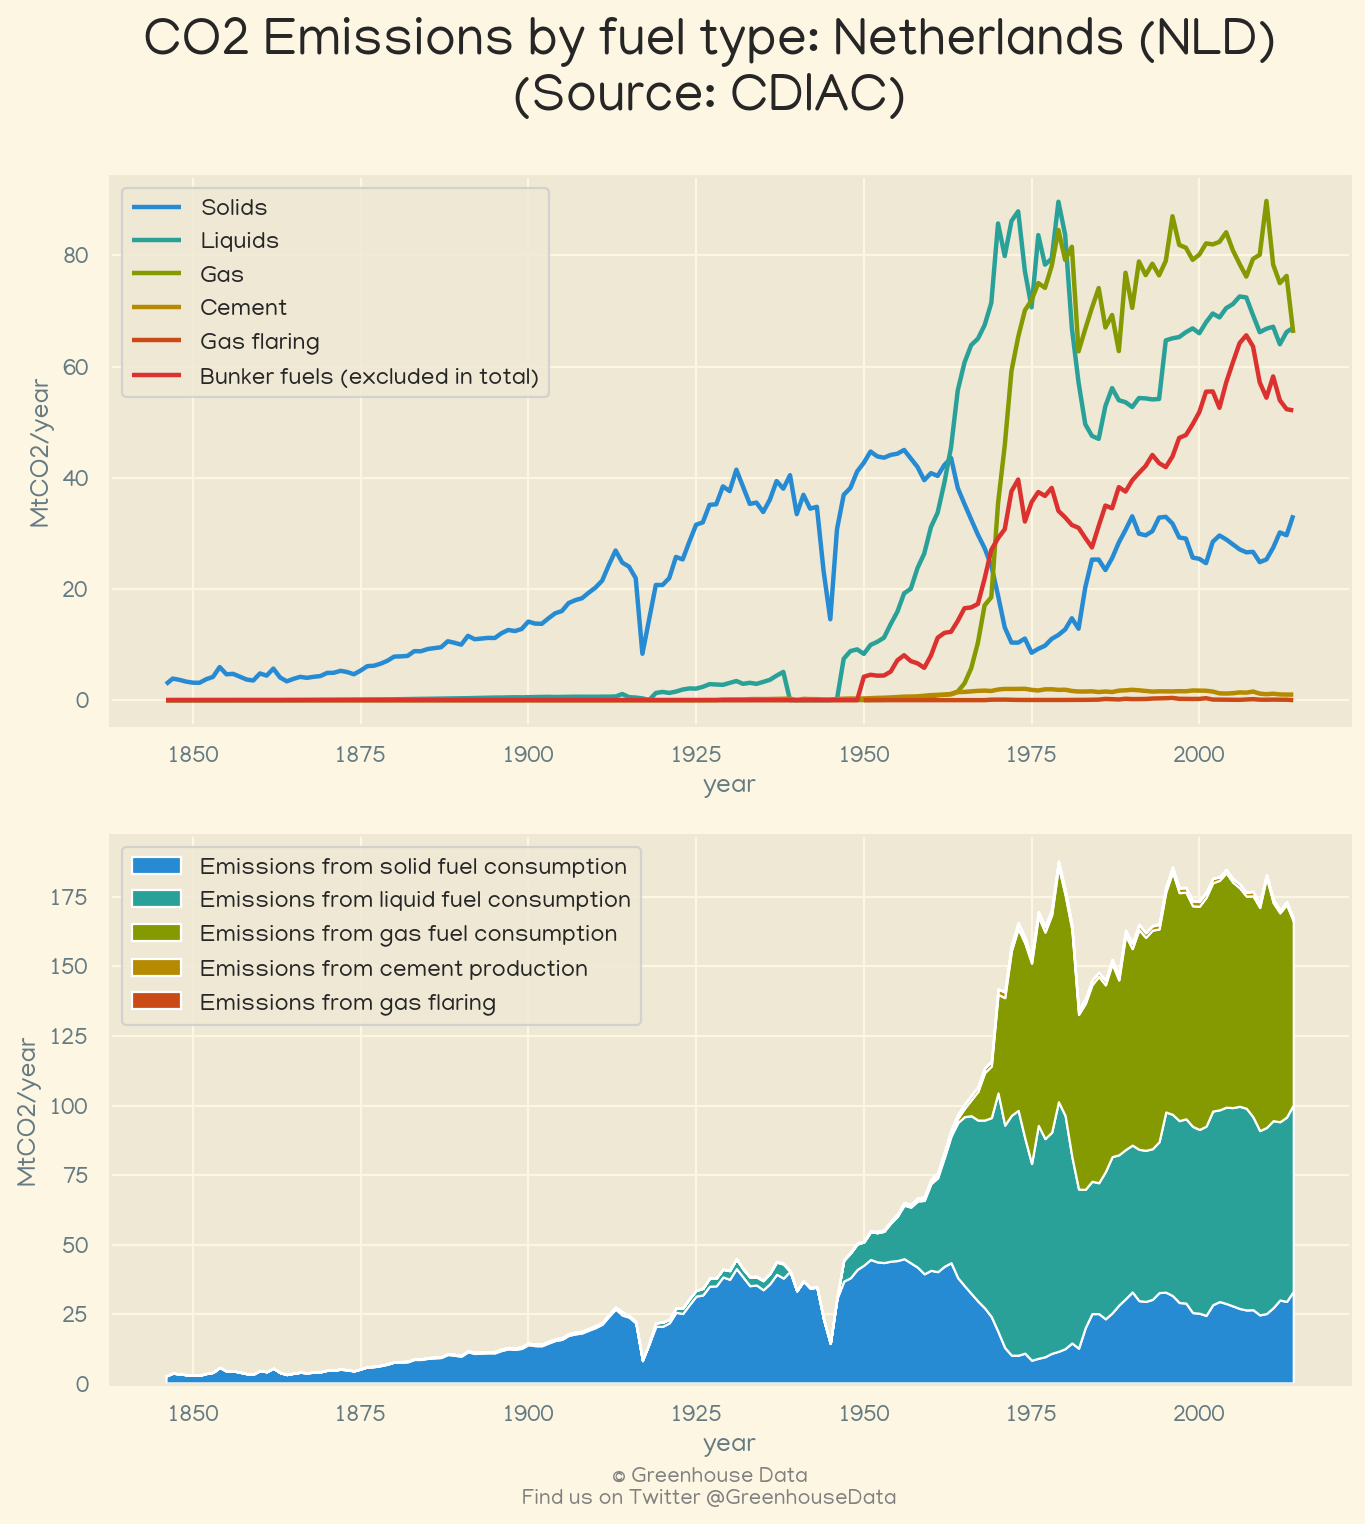 CO2 Emissions by fuel type: Netherlands (NLD)
(Source: CDIAC)
Solids
Liquids
Gas
Cement
Gas flaring
Bunker fuels (excluded in total)
80
60
40
20
0
MtCO2/year
1850 1875 1900 1925 1950 1975 2000
year
Emissions from solid fuel consumption
Emissions from liquid fuel consumption
Emissions from gas fuel consumption
Emissions from cement production
Emissions from gas flaring
175
150
125
100
75
50
25
0
MtCO2/year
1850 1875 1900 1925 1950 1975 2000
year
© Greenhouse Data
Find us on Twitter @GreenhouseData